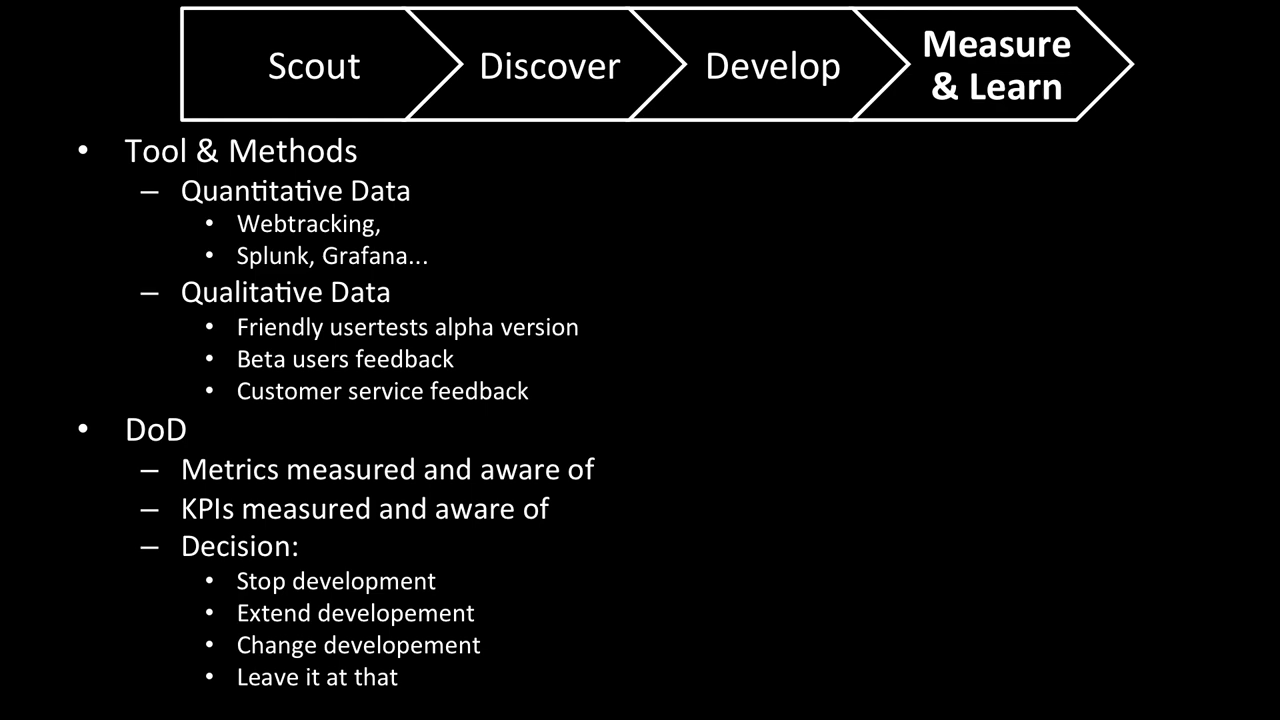 Scout
Discover
Develop
Measure
& Learn
• Tool & Methods
– Quantitative Data
• Webtracking,
• Splunk, Grafana...
– Qualitative Data
• Friendly usertests alpha version
• Beta users feedback
• Customer service feedback
• DoD
– Metrics measured and aware of
– KPIs measured and aware of
– Decision:
• Stop development
• Extend developement
• Change developement
• Leave it at that